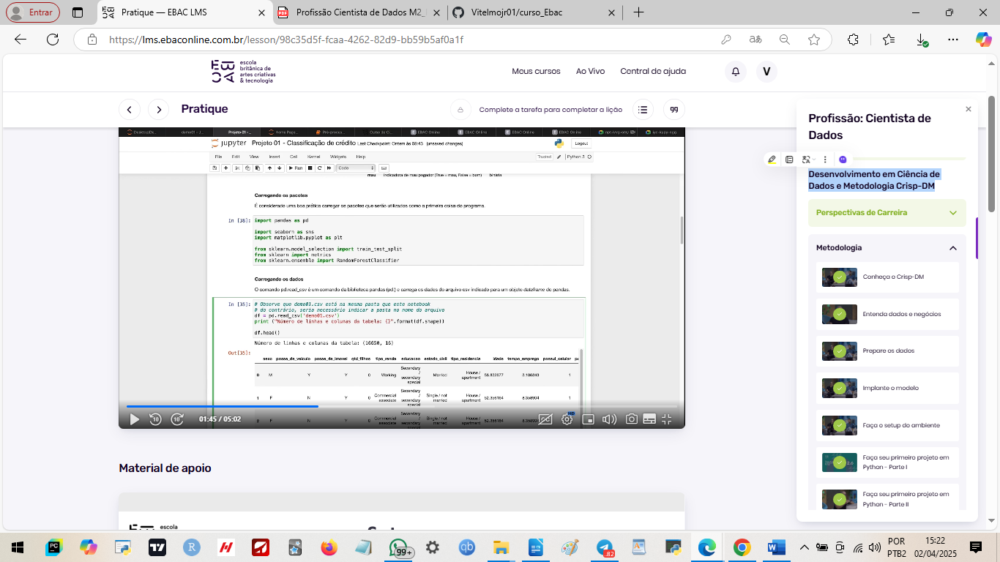 Entrar
Pratique — EBAC LMS
Profissão Cientista de Dados M2_
Vitelmojr01/curso_Ebac
https://lms.ebaconline.com.br/lesson/98c35d5f-fcaa-4262-82d9-bb59b5af0a1f
escola
britânica de
artes criativas
& tecnologia
Meus cursos
Ao Vivo
Central de ajuda
V
Pratique
Complete a tarefa para completar a lição
Profissão: Cientista de
Dados
Desenvolvimento em Ciência de
Dados e Metodologia Crisp-DM
Perspectivas de Carreira
Metodologia
Conheça o Crisp-DM
Entenda dados e negócios
Prepare os dados
Implante o modelo
Faça o setup do ambiente
Faça seu primeiro projeto em
Python - Parte I
Faça seu primeiro projeto em
Python - Parte II
Projeto 01 -...
Home Page...
EBAC Online
EBAC Online
EBAC Online
EBAC Online
jupyter Projeto 01 - Classificação de crédito Last Checkpoint: Ontem às 08:43 (unsaved changes)
Logout
File Edit View Insert Cell Kernel Widgets Help
Trusted
Python 3
Run
Code
mau indicadora de mau pagador (True = mau, False = bom) binária
Carregando os pacotes
É considerado uma boa prática carregar os pacotes que serão utilizados como a primeira coisa do programa.
In [38]: import pandas as pd
import seaborn as sns
import matplotlib.pyplot as plt
from sklearn.model_selection import train_test_split
from sklearn import metrics
from sklearn.ensemble import RandomForestClassifier
Carregando os dados
O comando pd.read_csv é um comando da biblioteca pandas (pd.) e carrega os dados do arquivo csv indicado para um objeto dataframe do pandas.
In [35]: # Observe que demo01.csv está na mesma pasta que este notebook
# do contrário, seria necessário indicar a pasta no nome do arquivo
df = pd.read_csv('demo01.csv')
print ("Número de linhas e colunas da tabela: {}".format(df.shape))
df.head()
Número de linhas e colunas da tabela: (16650, 16)
Out[35]:
sexo posse_de_veiculo posse_de_imovel qtd_filhos tipo_renda educacao estado_civil tipo_residencia idade tempo_emprego possui_celular
0 M Y Y 0 Working Secondary / secondary special Married House / apartment 58.832877 3.106849 1
1 F N Y 0 Commercial associate Secondary / secondary special Single / not married House / apartment 52.356164 8.358904 1
2 F N Y 0 Commercial associate Secondary / Single / not married House / apartment 52.356164 8.358904 1
01:45 / 05:02
HD
Material de apoio
escola
99+
.82
POR
PTB2
15:22
02/04/2025